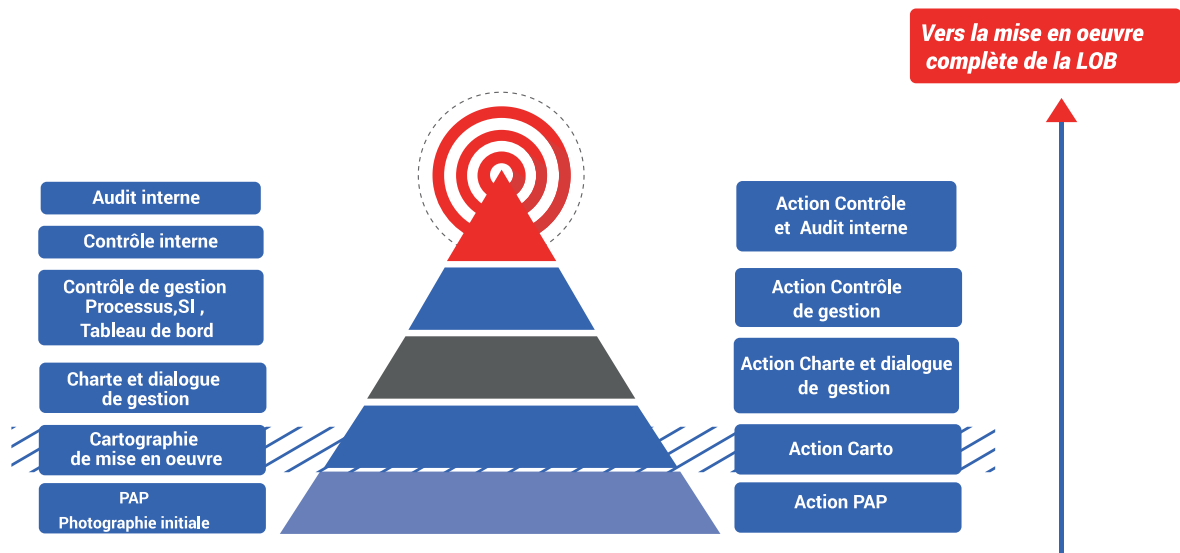 Vers la mise en oeuvre
complète de la LOB
Audit interne
Contrôle interne
Contrôle de gestion
Processus,SI ,
Tableau de bord
Charte et dialogue
de gestion
Cartographie
de mise en oeuvre
PAP
Photographie initiale
Action Contrôle
et Audit interne
Action Contrôle
de gestion
Action Charte et dialogue
de gestion
Action Carto
Action PAP